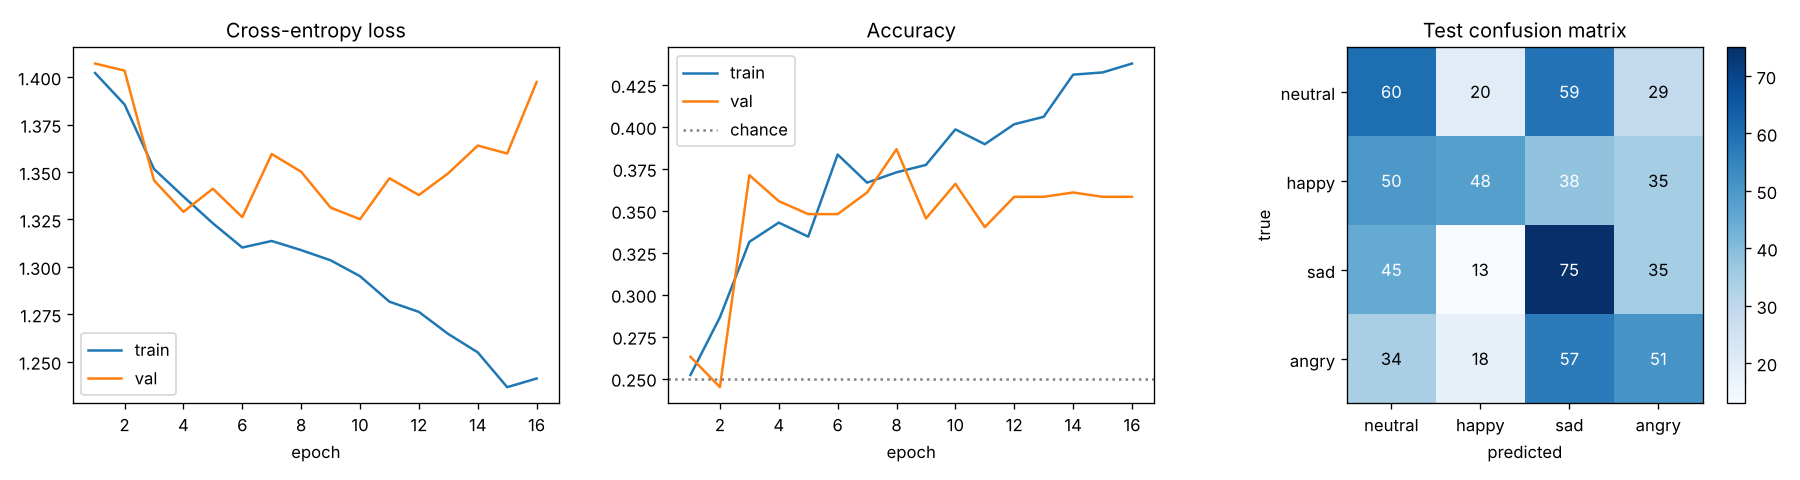 Cross-entropy loss
1.400
1.375
1.350
1.325
1.300
1.275
1.250
train
val
2 4 6 8 10 12 14 16
epoch
Accuracy
0.425
0.400
0.375
0.350
0.325
0.300
0.275
0.250
train
val
chance
2 4 6 8 10 12 14 16
epoch
Test confusion matrix
true
neutral 60 20 59 29
happy 50 48 38 35
sad 45 13 75 35
angry 34 18 57 51
neutral happy sad angry
predicted
70
60
50
40
30
20